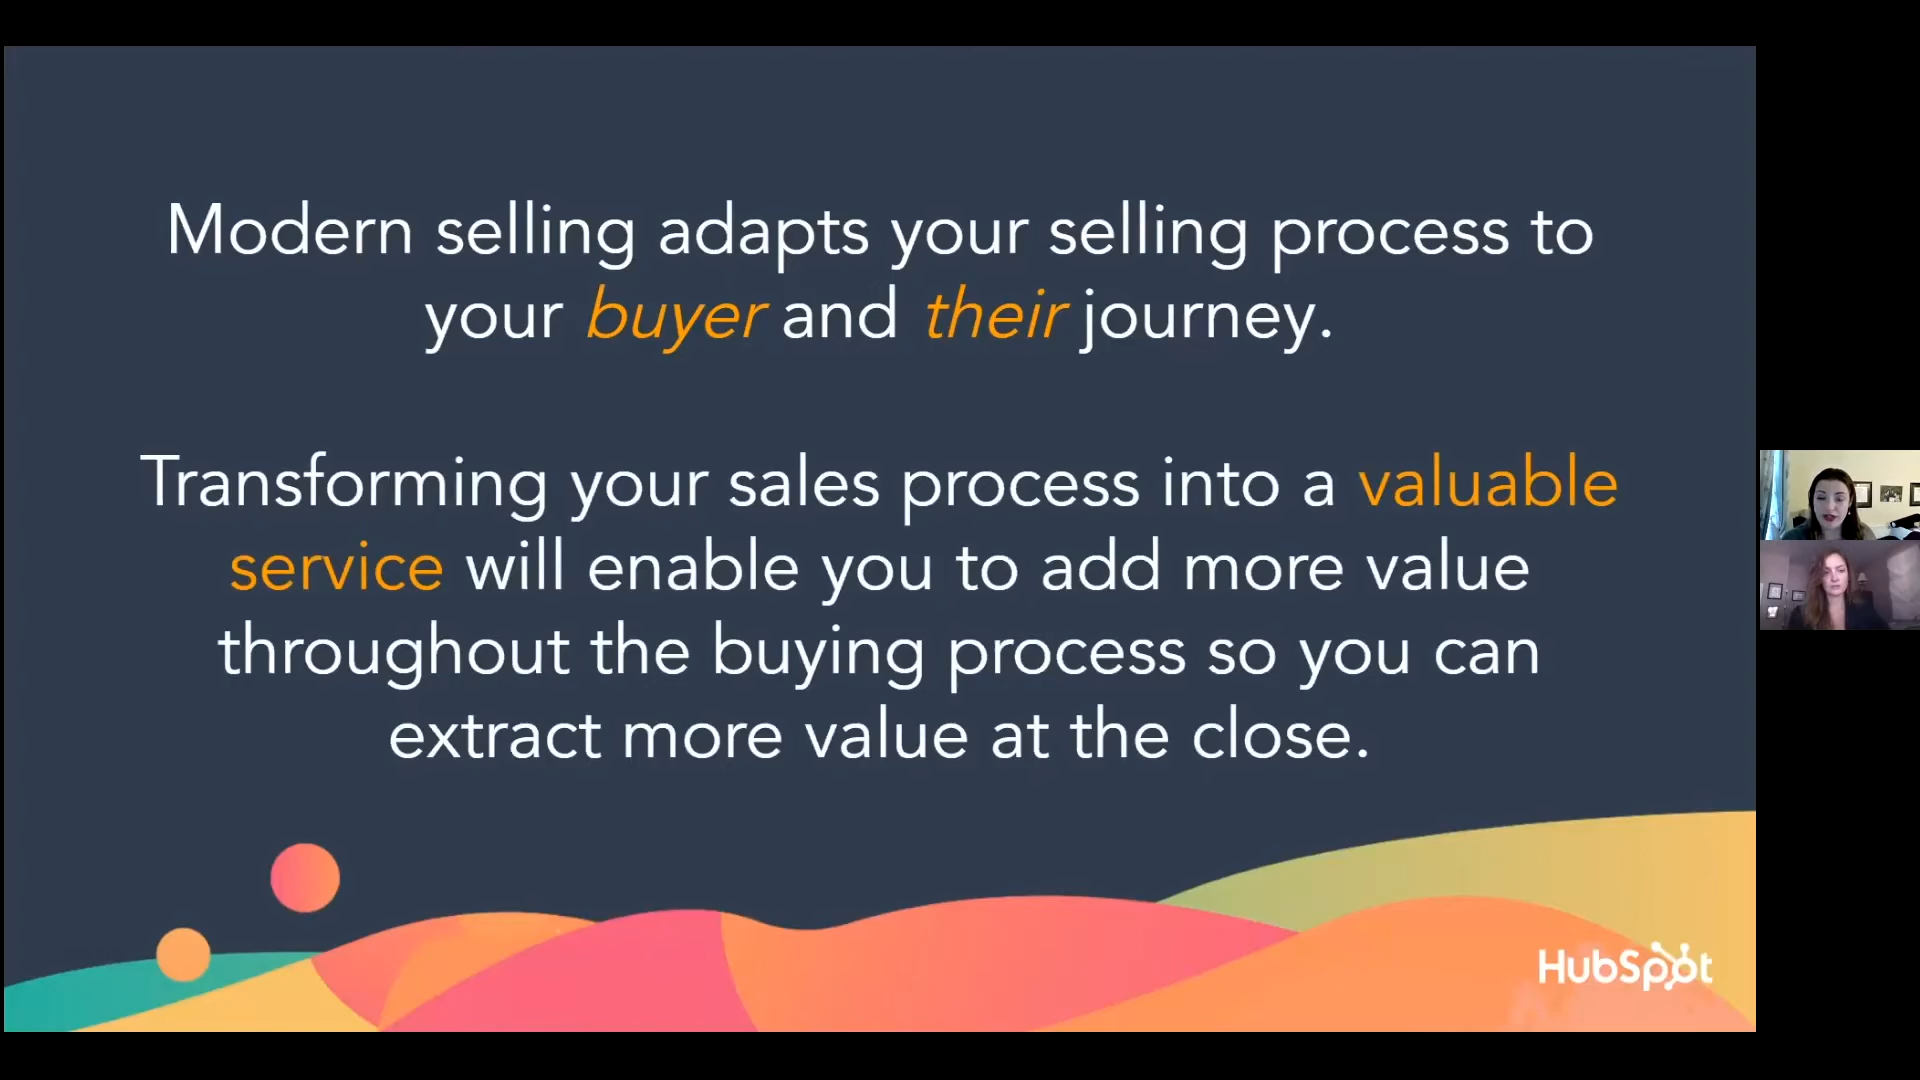 Modern selling adapts your selling process to
your buyer and their journey.
Transforming your sales process into a valuable
service will enable you to add more value
throughout the buying process so you can
extract more value at the close.
HubSpot